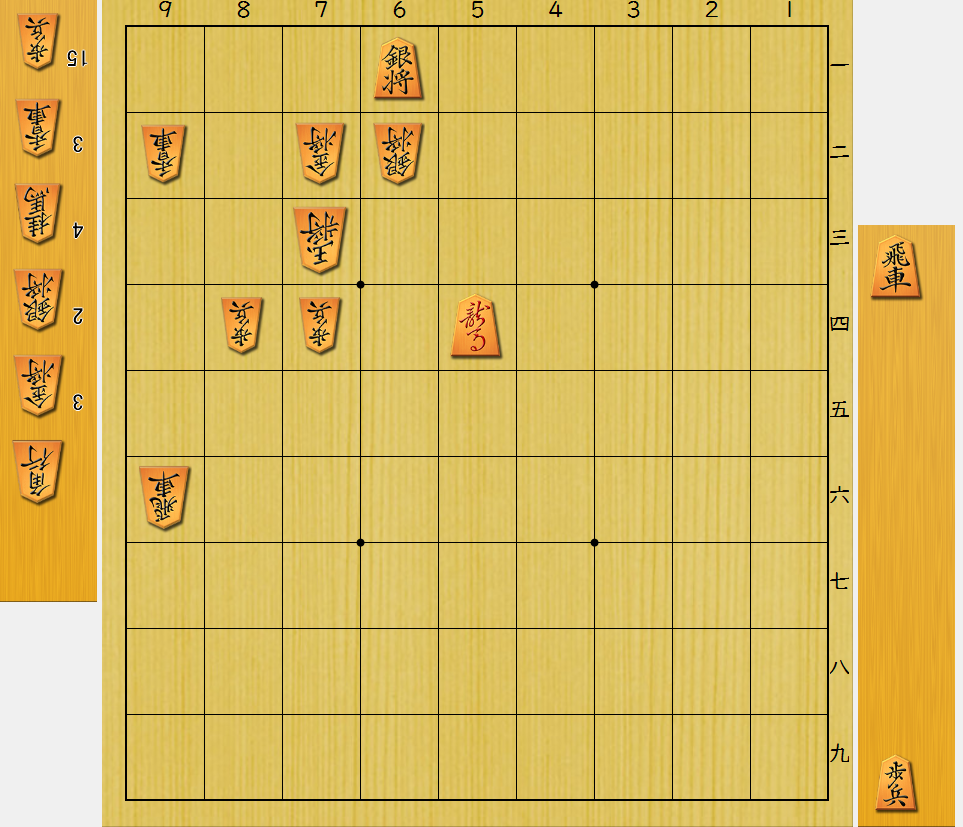 9 8 7 6 5 4 3 2 1
一
二
三
四
五
六
七
八
九
銀将
香車 金将 銀将
玉将
歩兵 歩兵 龍馬
飛車
歩兵 15
香車 3
桂馬 4
銀将 2
金将 3
角行
飛車
歩兵